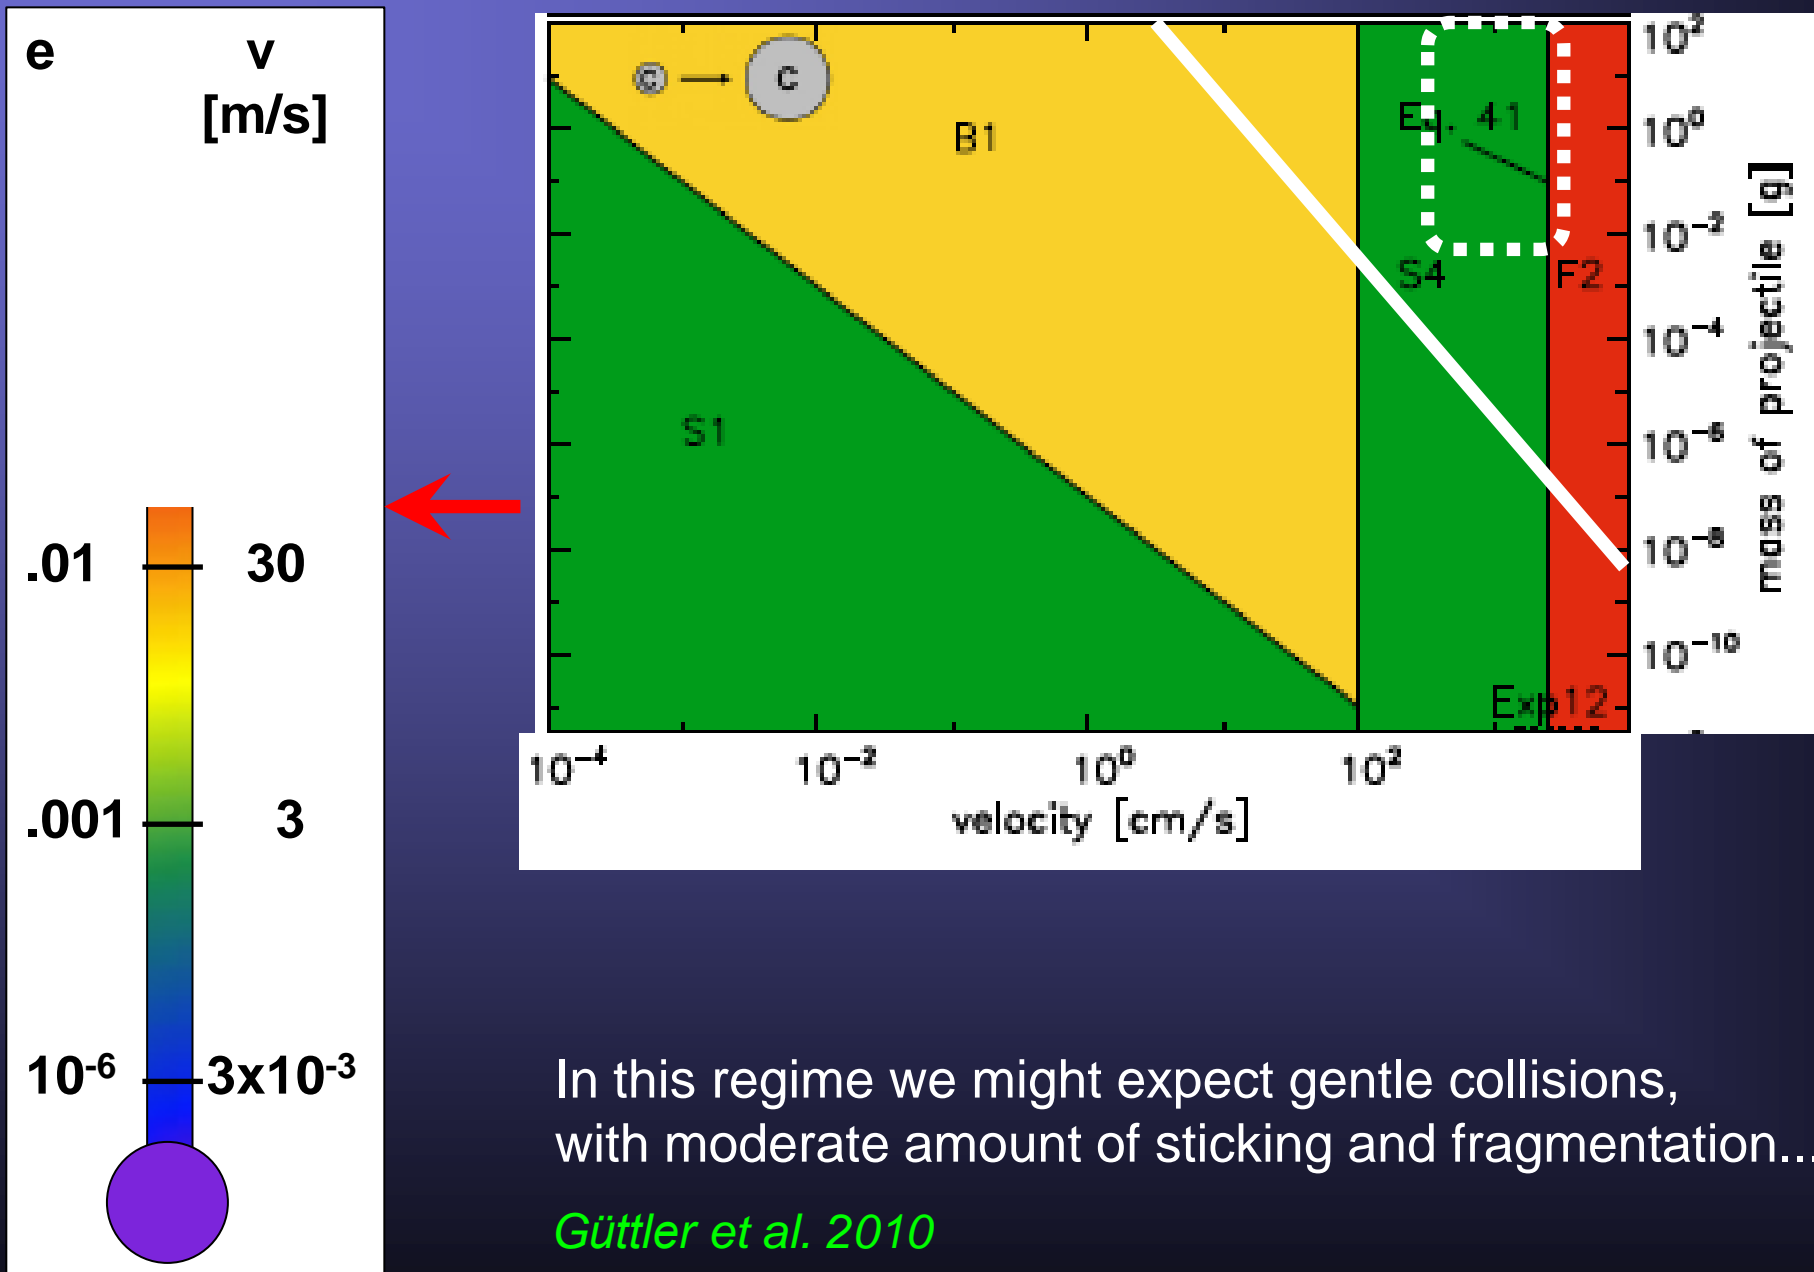 e v
[m/s]
.01 30
.001 3
10⁻⁶ 3x10⁻³
c c
B1
Eq. 41
S4
F2
S1
Exp12
10²
10⁰
10⁻²
10⁻⁴
10⁻⁶
10⁻⁸
10⁻¹⁰
mass of projectile [g]
10⁻⁴ 10⁻² 10⁰ 10²
velocity [cm/s]
In this regime we might expect gentle collisions,
with moderate amount of sticking and fragmentation...
Güttler et al. 2010